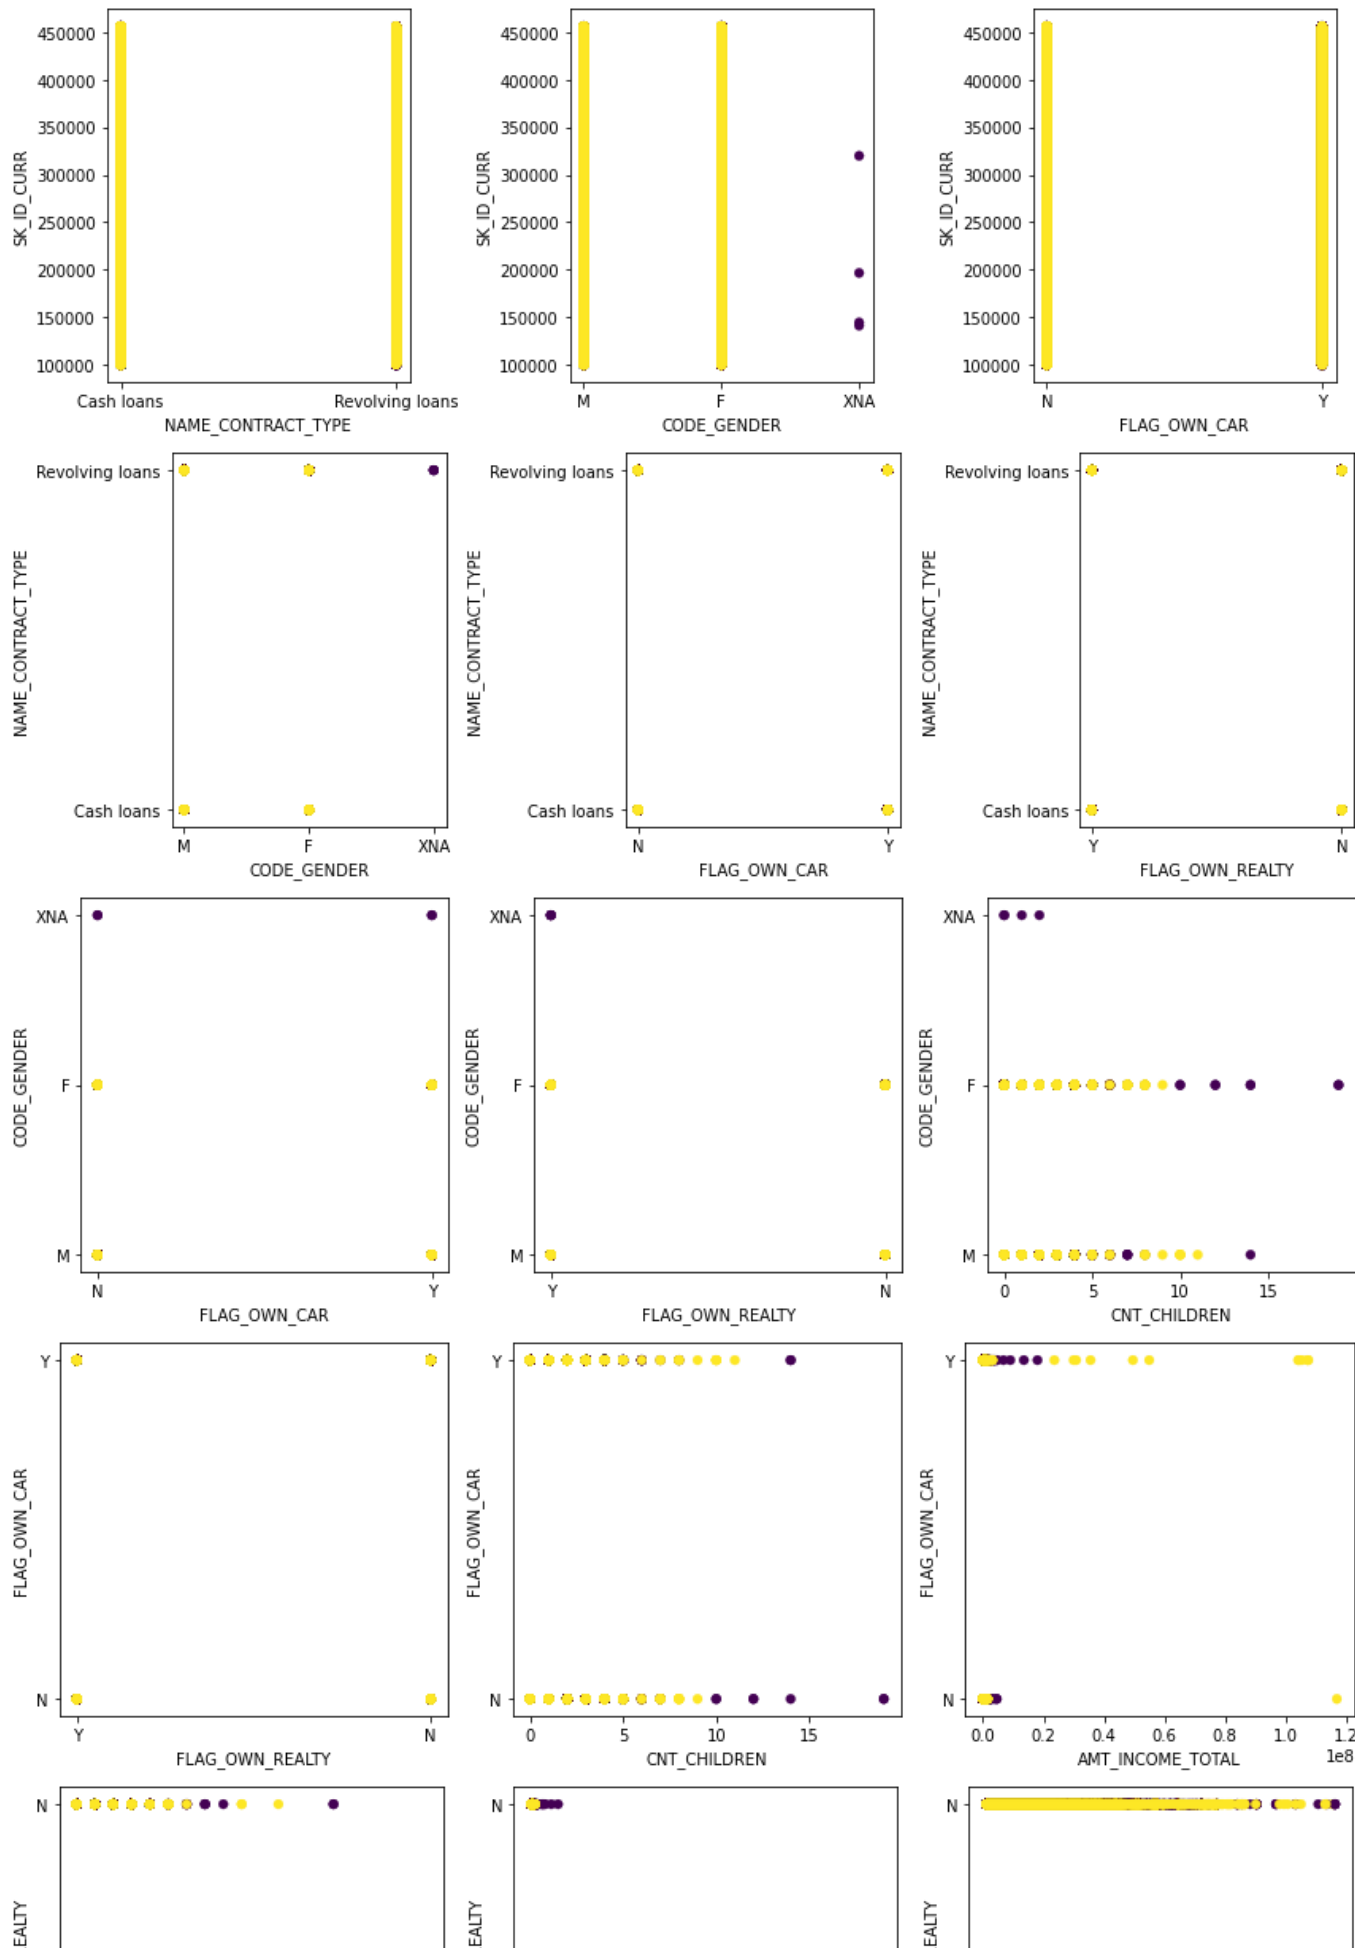 450000
400000
350000
300000
250000
200000
150000
100000
SK_ID_CURR
Cash loans Revolving loans
NAME_CONTRACT_TYPE
450000
400000
350000
300000
250000
200000
150000
100000
SK_ID_CURR
M F XNA
CODE_GENDER
450000
400000
350000
300000
250000
200000
150000
100000
SK_ID_CURR
N Y
FLAG_OWN_CAR
Revolving loans
NAME_CONTRACT_TYPE
Cash loans
M F XNA
CODE_GENDER
Revolving loans
NAME_CONTRACT_TYPE
Cash loans
N Y
FLAG_OWN_CAR
Revolving loans
NAME_CONTRACT_TYPE
Cash loans
Y N
FLAG_OWN_REALTY
XNA
F
M
CODE_GENDER
N Y
FLAG_OWN_CAR
XNA
F
M
CODE_GENDER
Y N
FLAG_OWN_REALTY
XNA
F
M
CODE_GENDER
0 5 10 15
CNT_CHILDREN
Y
FLAG_OWN_CAR
N
Y N
FLAG_OWN_REALTY
Y
FLAG_OWN_CAR
N
0 5 10 15
CNT_CHILDREN
Y
FLAG_OWN_CAR
N
0.0 0.2 0.4 0.6 0.8 1.0 1.2
1e8
AMT_INCOME_TOTAL
N
EALTY
N
EALTY
N
EALTY